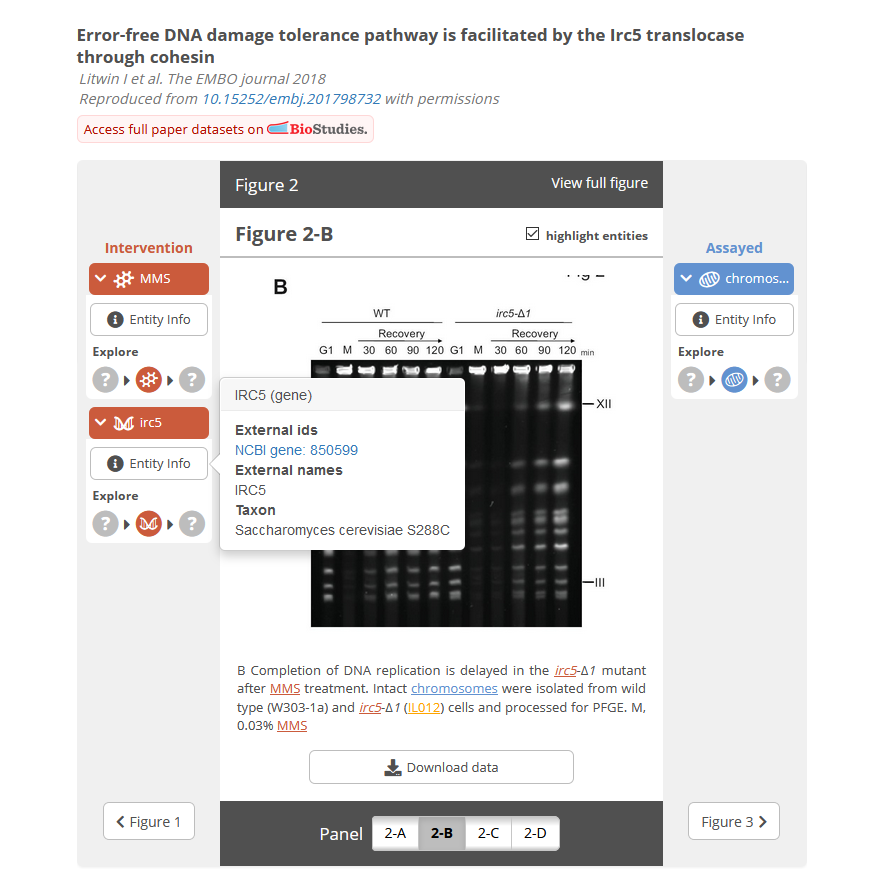 Error-free DNA damage tolerance pathway is facilitated by the Irc5 translocase
through cohesin
Litwin I et al. The EMBO journal 2018
Reproduced from 10.15252/embj.201798732 with permissions
Access full paper datasets on BioStudies.
Figure 2
View full figure
Intervention
MMS
Entity Info
Explore
? ?
irc5
Entity Info
Explore
? ?
Figure 2-B
highlight entities
B
WT irc5-Δ1
Recovery Recovery
G1 M 30 60 90 120 G1 M 30 60 90 120 min
XII
III
IRC5 (gene)
External ids
NCBI gene: 850599
External names
IRC5
Taxon
Saccharomyces cerevisiae S288C
B Completion of DNA replication is delayed in the irc5-Δ1 mutant
after MMS treatment. Intact chromosomes were isolated from wild
type (W303-1a) and irc5-Δ1 (IL012) cells and processed for PFGE. M,
0.03% MMS
Download data
Assayed
chromos...
Entity Info
Explore
? ?
Figure 1
Panel 2-A 2-B 2-C 2-D
Figure 3